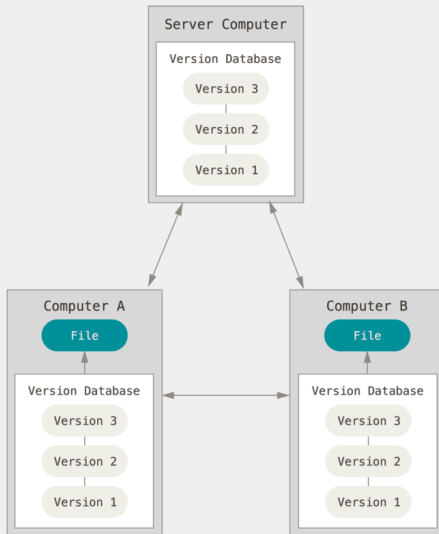 Server Computer
Version Database
Version 3
Version 2
Version 1
Computer A
File
Version Database
Version 3
Version 2
Version 1
Computer B
File
Version Database
Version 3
Version 2
Version 1